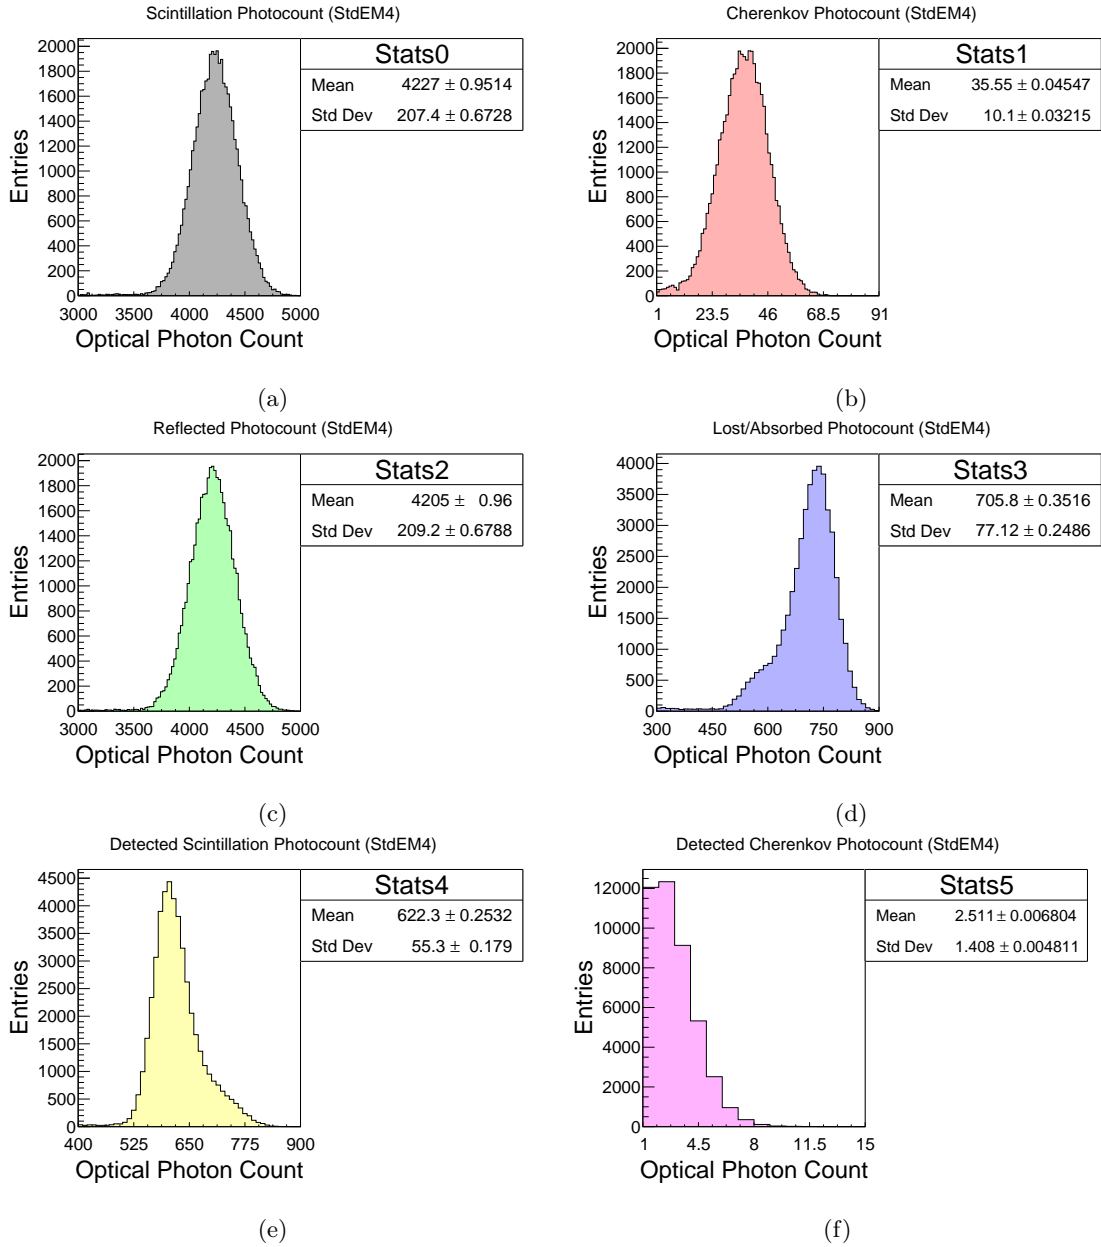 Scintillation Photocount (StdEM4)
Stats0
Mean 4227 ± 0.9514
Std Dev 207.4 ± 0.6728
Entries
2000
1800
1600
1400
1200
1000
800
600
400
200
0
3000 3500 4000 4500 5000
Optical Photon Count
(a)
Cherenkov Photocount (StdEM4)
Stats1
Mean 35.55 ± 0.04547
Std Dev 10.1 ± 0.03215
Entries
2000
1800
1600
1400
1200
1000
800
600
400
200
0
1 23.5 46 68.5 91
Optical Photon Count
(b)
Reflected Photocount (StdEM4)
Stats2
Mean 4205 ± 0.96
Std Dev 209.2 ± 0.6788
Entries
2000
1800
1600
1400
1200
1000
800
600
400
200
0
3000 3500 4000 4500 5000
Optical Photon Count
(c)
Lost/Absorbed Photocount (StdEM4)
Stats3
Mean 705.8 ± 0.3516
Std Dev 77.12 ± 0.2486
Entries
4000
3500
3000
2500
2000
1500
1000
500
0
300 450 600 750 900
Optical Photon Count
(d)
Detected Scintillation Photocount (StdEM4)
Stats4
Mean 622.3 ± 0.2532
Std Dev 55.3 ± 0.179
Entries
4500
4000
3500
3000
2500
2000
1500
1000
500
0
400 525 650 775 900
Optical Photon Count
(e)
Detected Cherenkov Photocount (StdEM4)
Stats5
Mean 2.511 ± 0.006804
Std Dev 1.408 ± 0.004811
Entries
12000
10000
8000
6000
4000
2000
0
1 4.5 8 11.5 15
Optical Photon Count
(f)